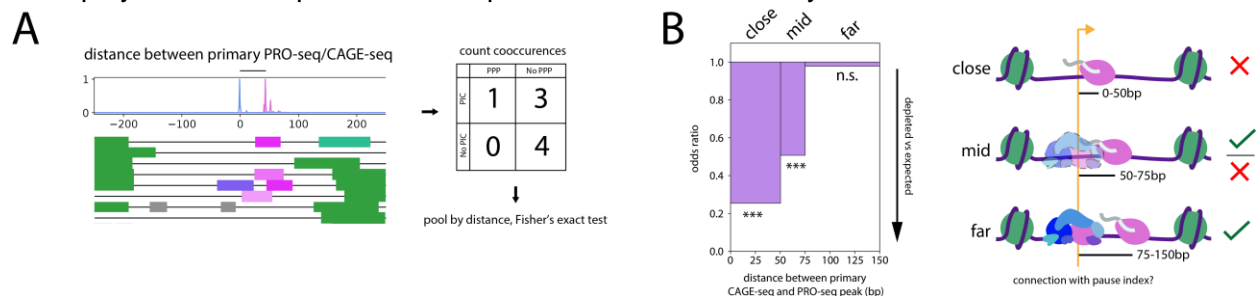 A
distance between primary PRO-seq/CAGE-seq
1
0
−200 −100 0 100 200
count cooccurences
PPP No PPP
PIC 1 3
No PIC 0 4
pool by distance, Fisher's exact test
B
close mid far
odds ratio
1.0
0.8
0.6
0.4
0.2
0.0
***
***
n.s.
0 25 50 75 100 125 150
distance between primary
CAGE-seq and PRO-seq peak (bp)
depleted vs expected
close
0-50bp
mid
50-75bp
far
75-150bp
connection with pause index?